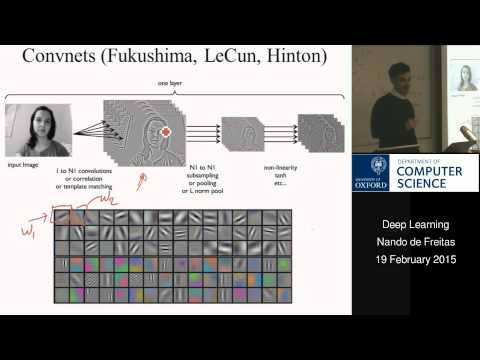 Convnets (Fukushima, LeCun, Hinton)
one layer
input Image
1 to N1 convolutions
or correlation
or template matching
N1 to N1
subsampling
or pooling
or L norm pool
non-linearity
tanh
etc...
W1
W2
UNIVERSITY OF
OXFORD
DEPARTMENT OF
COMPUTER
SCIENCE
Deep Learning
Nando de Freitas
19 February 2015